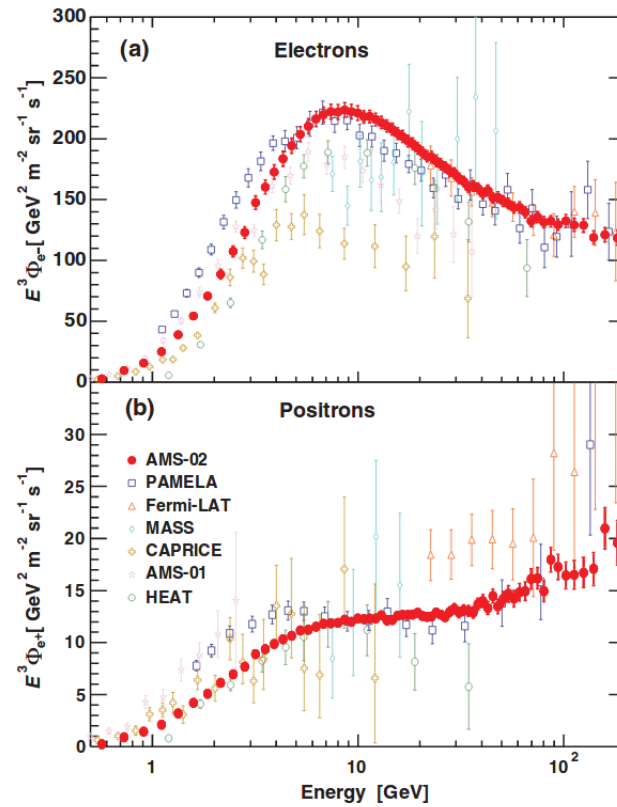 300
(a)
Electrons
250
200
150
100
50
0
E³Φe-[ GeV² m⁻² sr⁻¹ s⁻¹ ]
(b)
Positrons
35
30
25
20
15
10
5
0
E³Φe+[ GeV² m⁻² sr⁻¹ s⁻¹ ]
AMS-02
PAMELA
Fermi-LAT
MASS
CAPRICE
AMS-01
HEAT
1
10
10²
Energy [GeV]